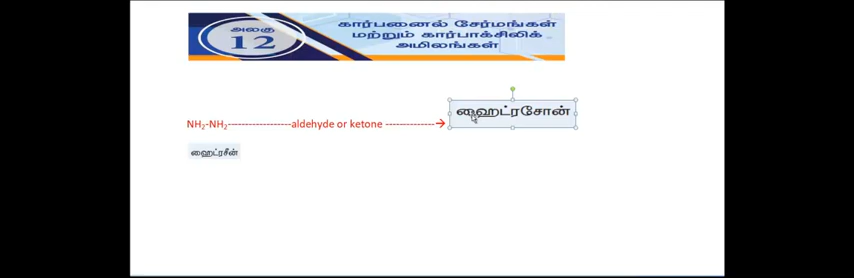 அலகு
12
கார்பனைல் சேர்மங்கள்
மற்றும் கார்பாக்சிலிக்
அமிலங்கள்
NH₂-NH₂------------------aldehyde or ketone --------------→ ஹைட்ரசோன்
ஹைட்ரசீன்